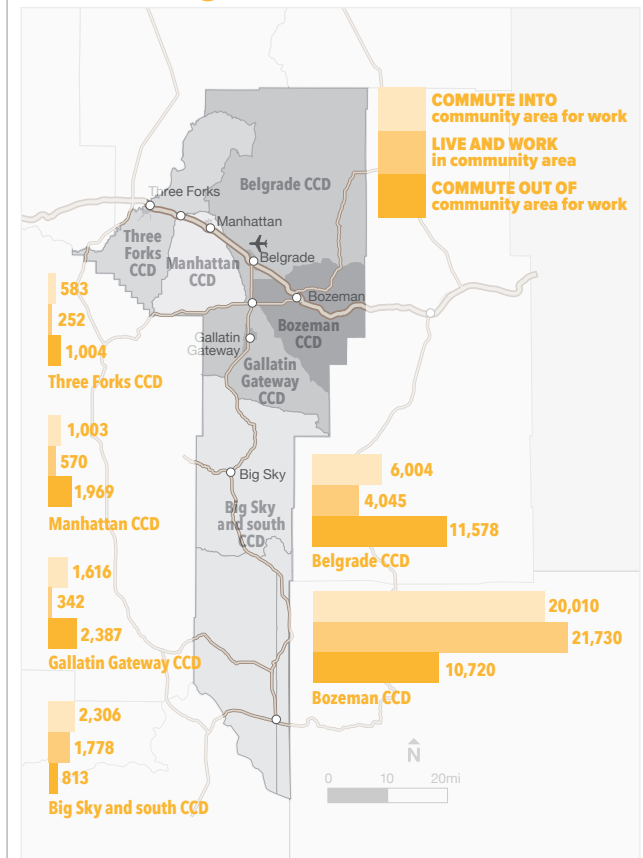 COMMUTE INTO
community area for work
LIVE AND WORK
in community area
COMMUTE OUT OF
community area for work
Three Forks
Belgrade CCD
Manhattan
Three
Forks
CCD
Manhattan
CCD
Belgrade
Bozeman
Bozeman
CCD
Gallatin
Gateway
Gallatin
Gateway
CCD
Big Sky
Big Sky
and south
CCD
583
252
1,004
Three Forks CCD
1,003
570
1,969
Manhattan CCD
1,616
342
2,387
Gallatin Gateway CCD
2,306
1,778
813
Big Sky and south CCD
6,004
4,045
11,578
Belgrade CCD
20,010
21,730
10,720
Bozeman CCD
N
0 10 20mi